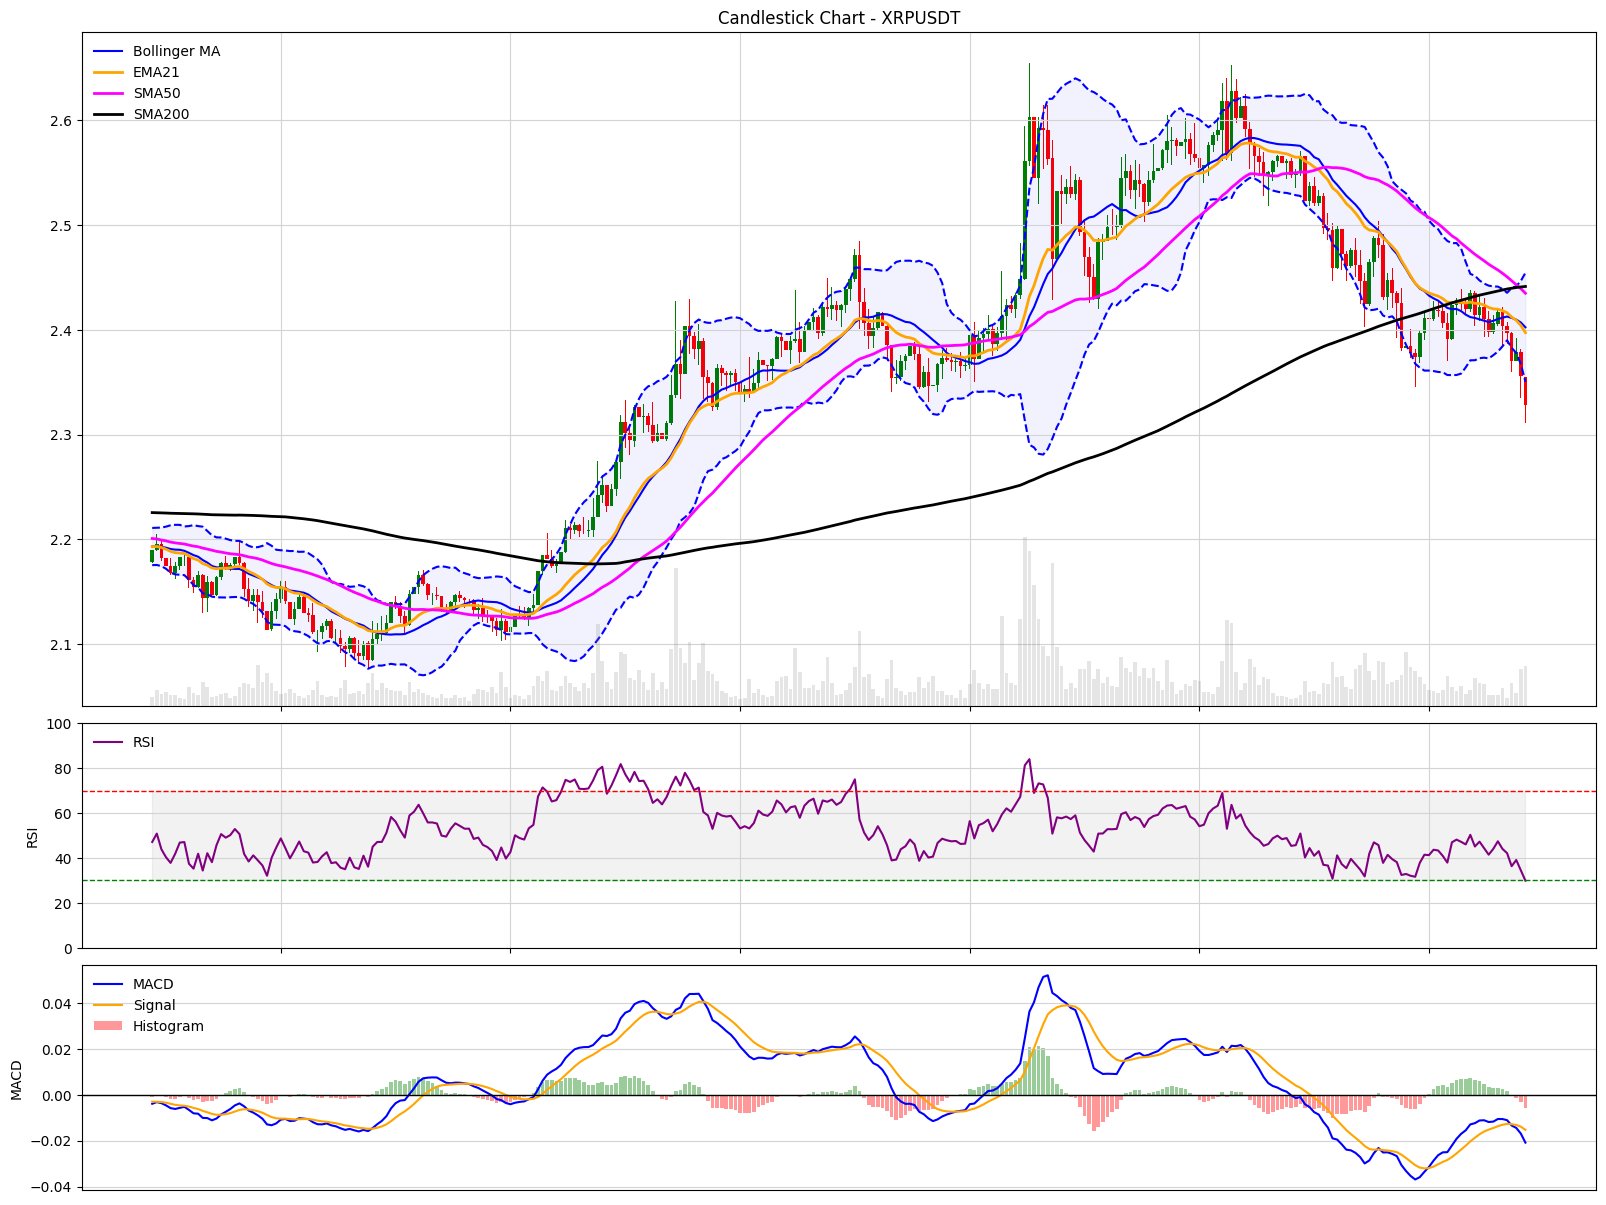 Candlestick Chart - XRPUSDT
Bollinger MA
EMA21
SMA50
SMA200
2.6
2.5
2.4
2.3
2.2
2.1
100
80
60
40
20
0
RSI
RSI
0.04
0.02
0.00
−0.02
−0.04
MACD
MACD
Signal
Histogram